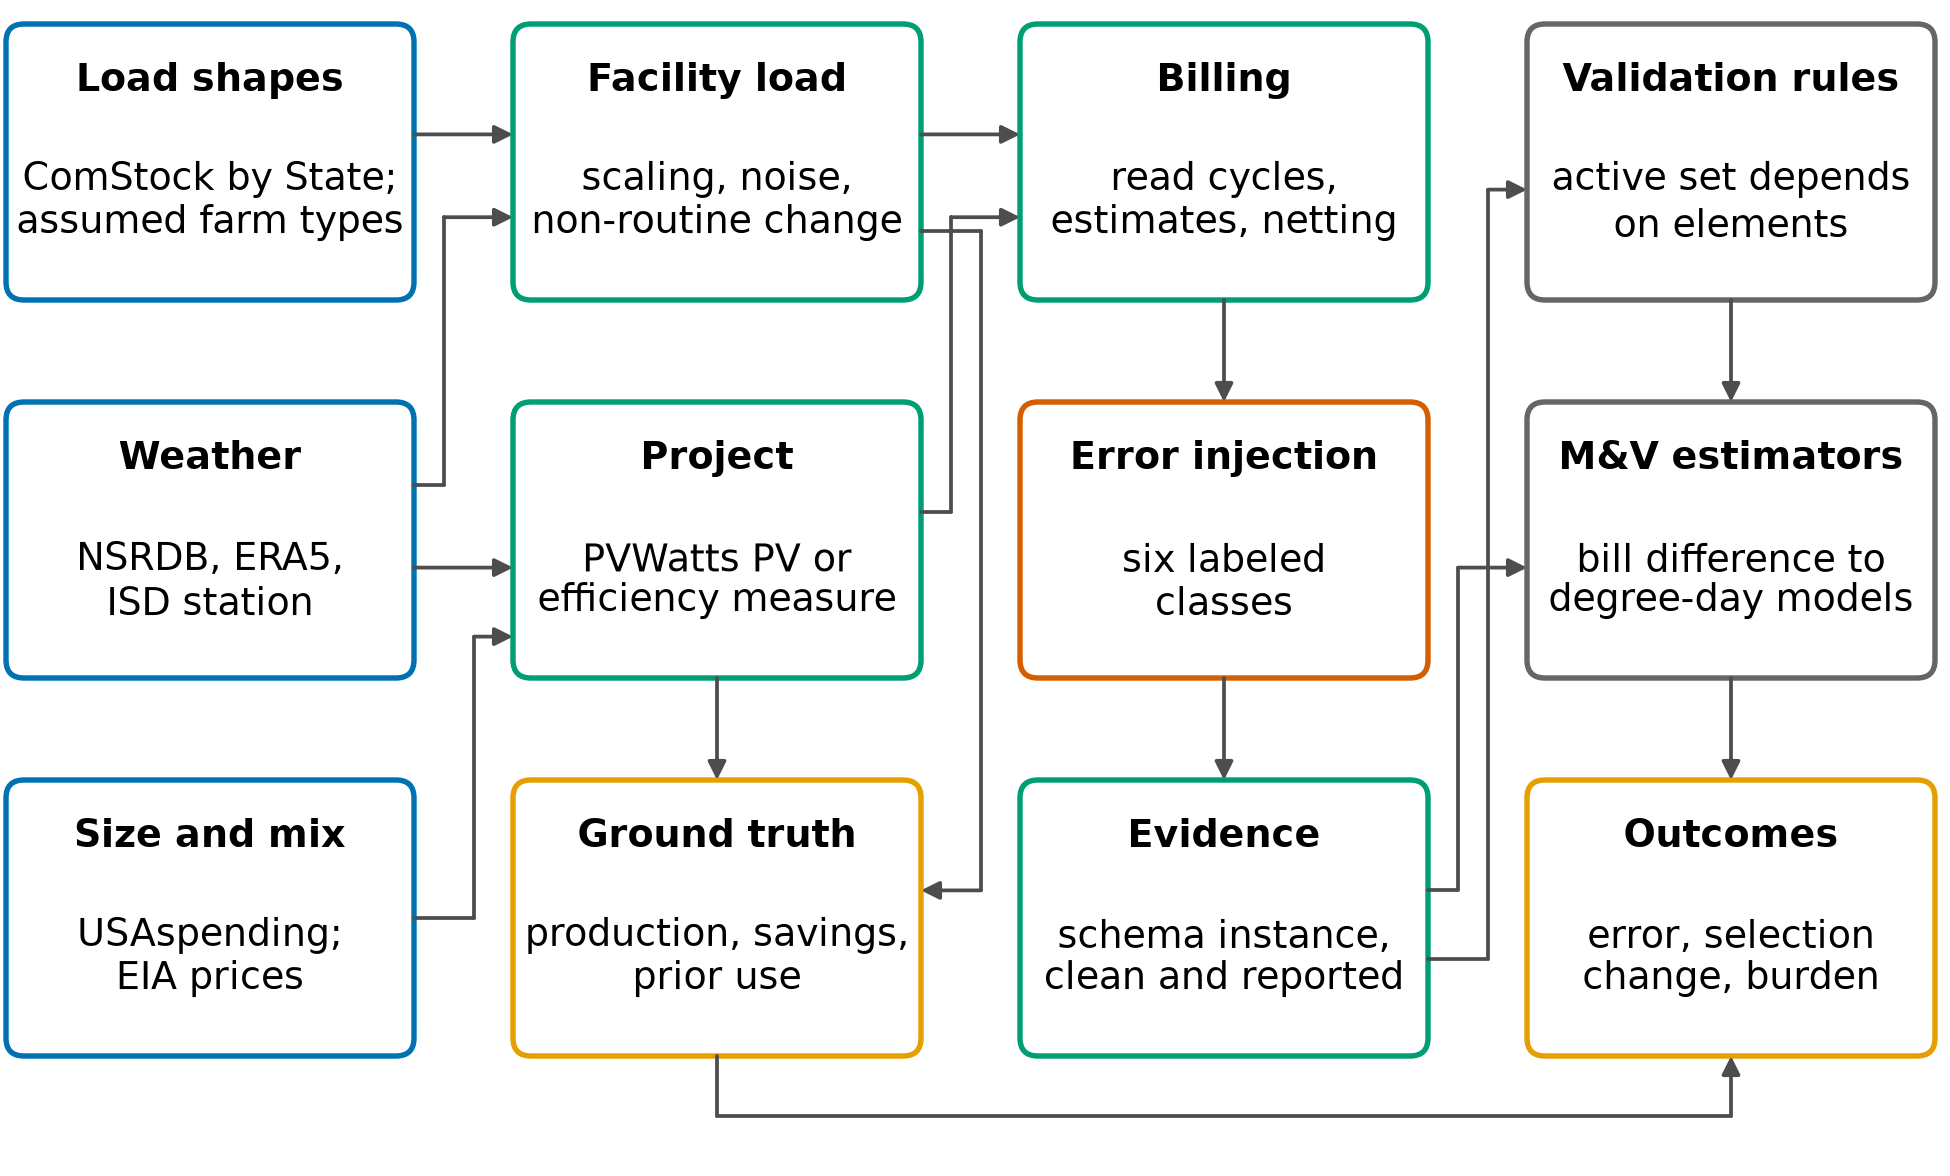 Load shapes
ComStock by State;
assumed farm types
Facility load
scaling, noise,
non-routine change
Billing
read cycles,
estimates, netting
Validation rules
active set depends
on elements
Weather
NSRDB, ERA5,
ISD station
Project
PVWatts PV or
efficiency measure
Error injection
six labeled
classes
M&V estimators
bill difference to
degree-day models
Size and mix
USAspending;
EIA prices
Ground truth
production, savings,
prior use
Evidence
schema instance,
clean and reported
Outcomes
error, selection
change, burden